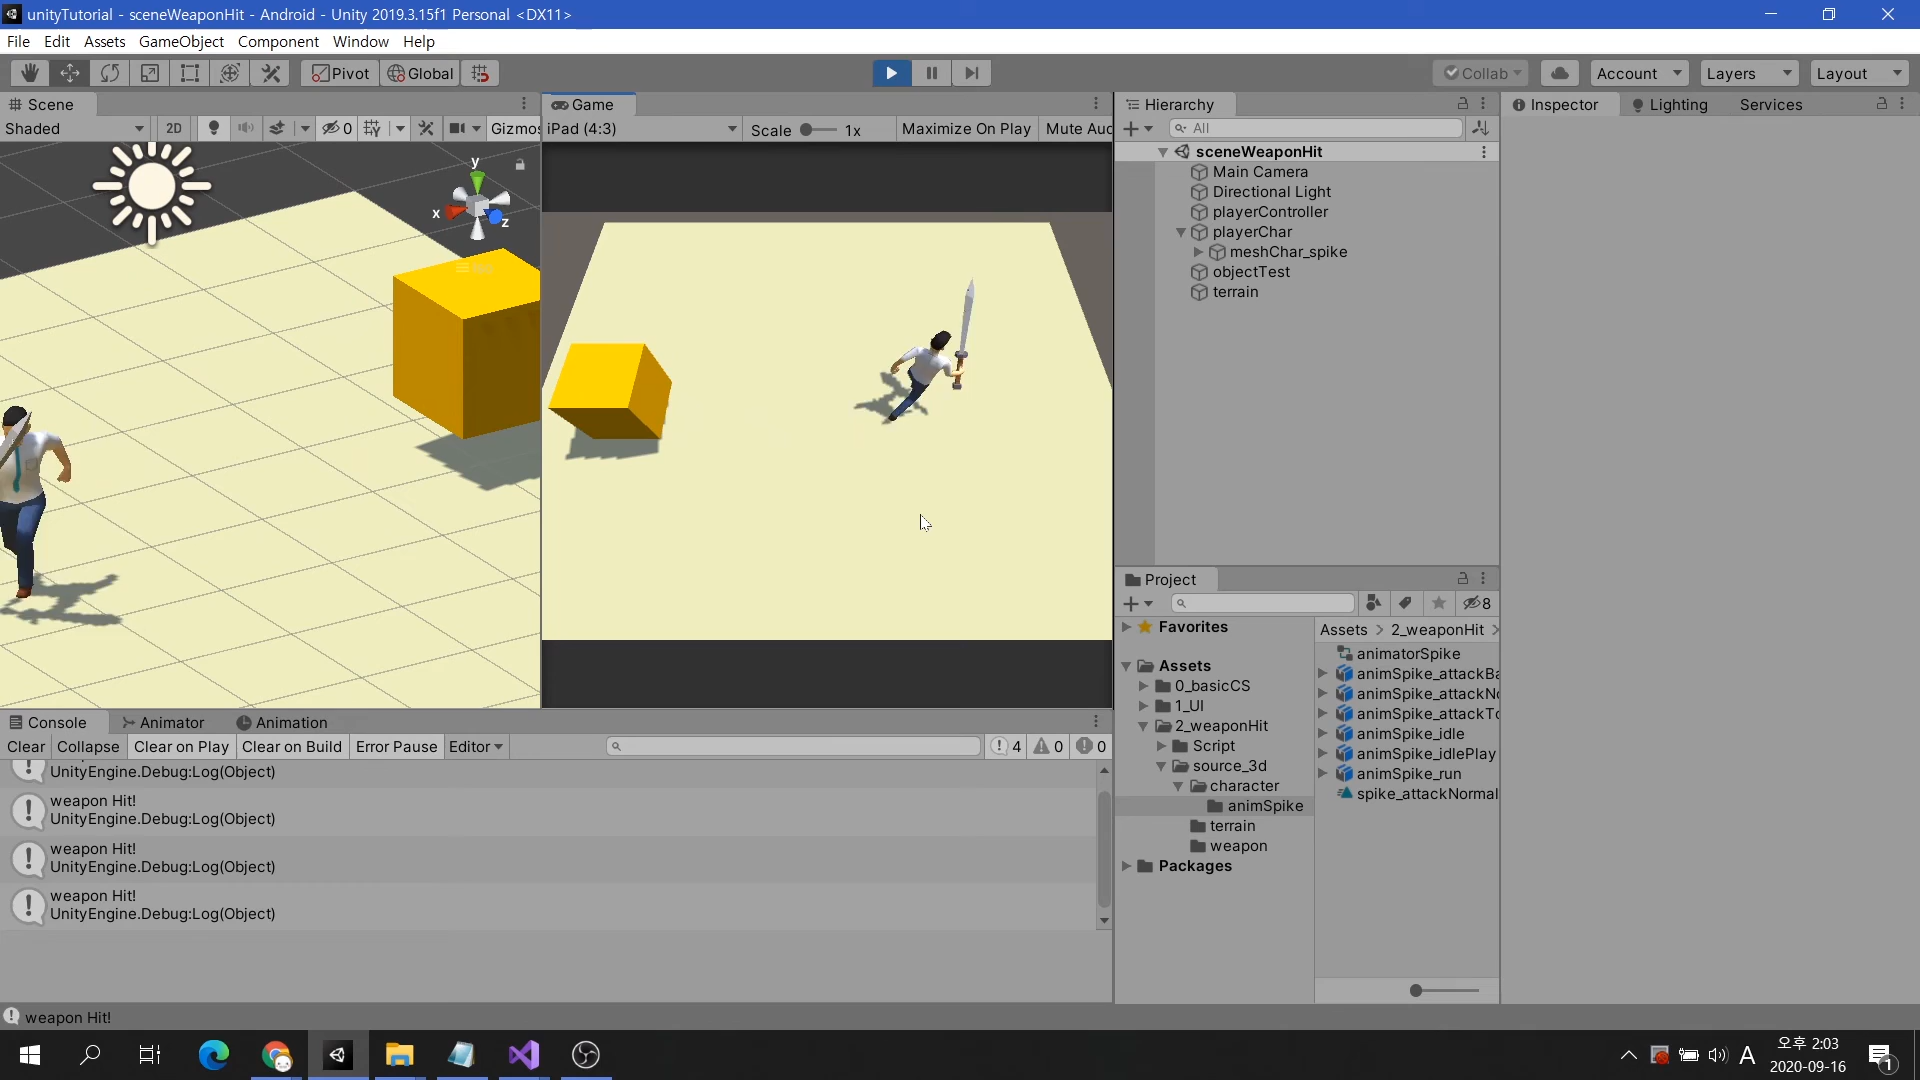 unityTutorial - sceneWeaponHit - Android - Unity 2019.3.15f1 Personal <DX11>
File Edit Assets GameObject Component Window Help
Pivot Global Collab Account Layers Layout
Scene
Shaded 2D 0 Gizmos
y
x
z
Game
iPad (4:3) Scale 1x Maximize On Play Mute Aud
Hierarchy
All
sceneWeaponHit
Main Camera
Directional Light
playerController
playerChar
meshChar_spike
objectTest
terrain
Inspector Lighting Services
Project
8
Favorites
Assets
0_basicCS
1_UI
2_weaponHit
Script
source_3d
character
animSpike
terrain
weapon
Packages
Assets > 2_weaponHit >
animatorSpike
animSpike_attackBa
animSpike_attackNo
animSpike_attackTo
animSpike_idle
animSpike_idlePlay
animSpike_run
spike_attackNormal
Console Animator Animation
Clear Collapse Clear on Play Clear on Build Error Pause Editor 4 0 0
UnityEngine.Debug:Log(Object)
weapon Hit!
UnityEngine.Debug:Log(Object)
weapon Hit!
UnityEngine.Debug:Log(Object)
weapon Hit!
UnityEngine.Debug:Log(Object)
weapon Hit!
A
오후 2:03
2020-09-16
1